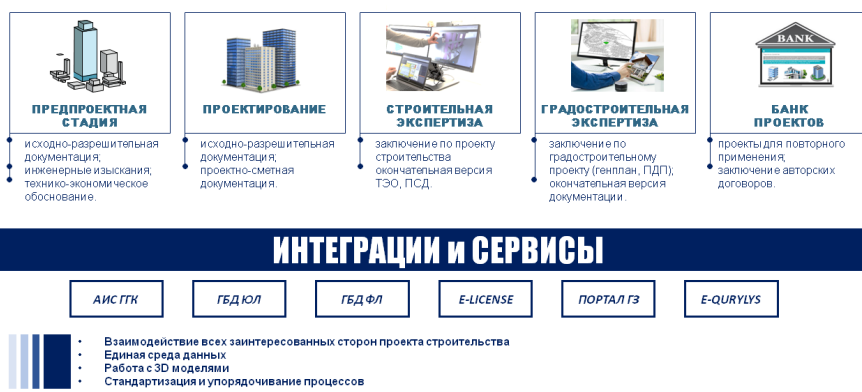 BANK
ПРЕДПРОЕКТНАЯ
СТАДИЯ
исходно-разрешительная
документация;
инженерные изыскания;
технико-экономическое
обоснование.
ПРОЕКТИРОВАНИЕ
исходно-разрешительная
документация;
проектно-сметная
документация.
СТРОИТЕЛЬНАЯ
ЭКСПЕРТИЗА
заключение по проекту
строительства
окончательная версия
ТЭО, ПСД.
ГРАДОСТРОИТЕЛЬНАЯ
ЭКСПЕРТИЗА
заключение по
градостроительному
проекту (генплан, ПДП);
окончательная версия
документации.
БАНК
ПРОЕКТОВ
проекты для повторного
применения;
заключение авторских
договоров.
ИНТЕГРАЦИИ и СЕРВИСЫ
АИС ГГК
ГБД ЮЛ
ГБД ФЛ
E-LICENSE
ПОРТАЛ ГЗ
E-QURYLYS
• Взаимодействие всех заинтересованных сторон проекта строительства
• Единая среда данных
• Работа с 3D моделями
• Стандартизация и упорядочивание процессов